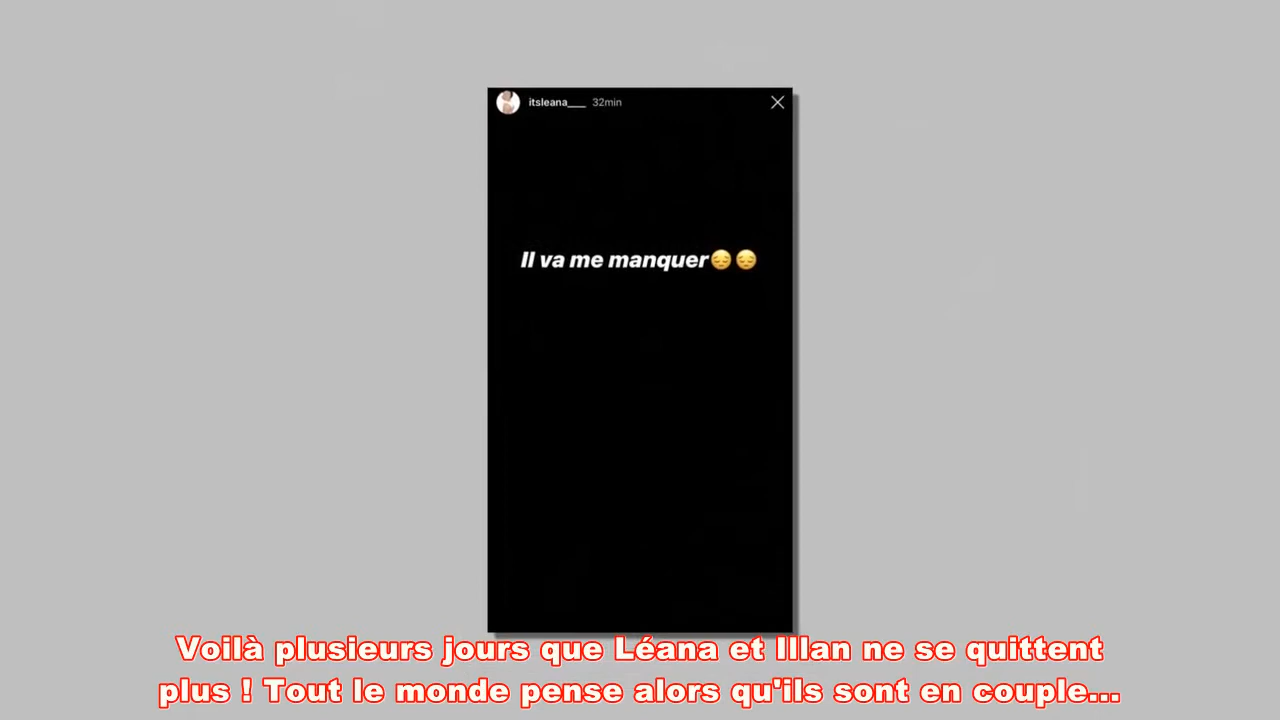 itsleana___ 32min
Il va me manquer😔😔
Voilà plusieurs jours que Léana et Illan ne se quittent
plus ! Tout le monde pense alors qu'ils sont en couple...